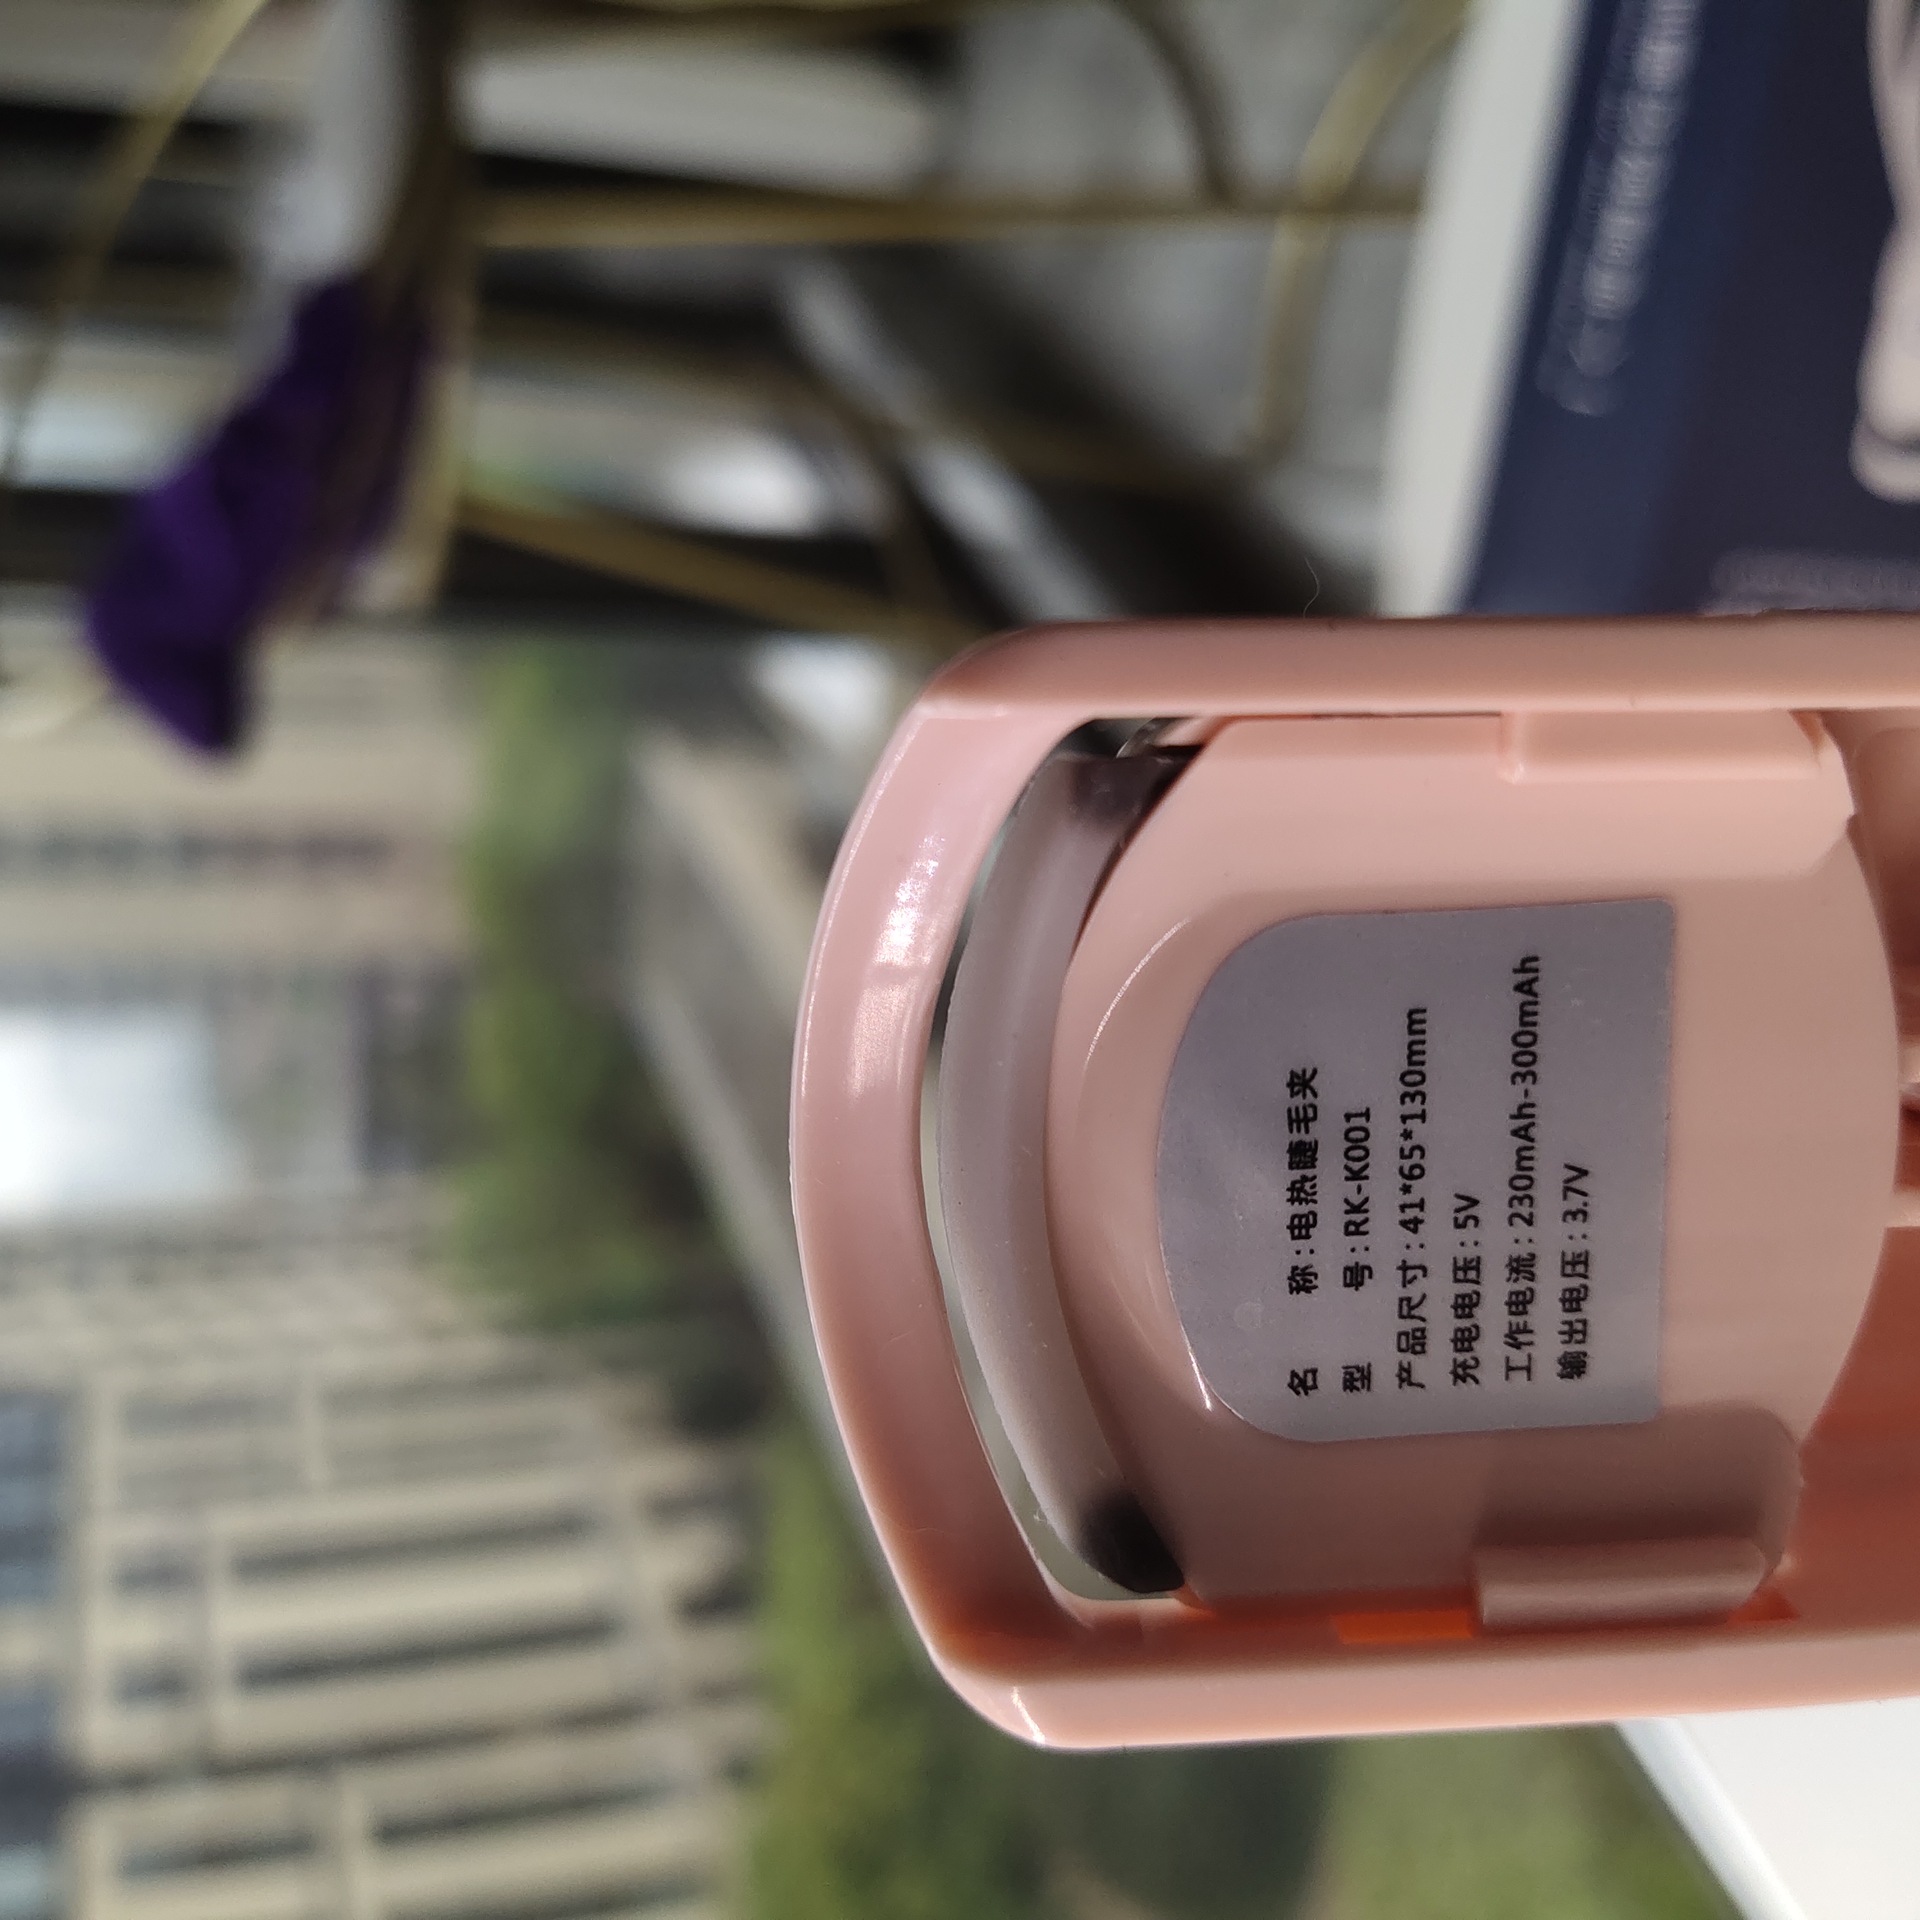 名 称:电热睫毛夹
型 号:RK-K001
产品尺寸:41*65*130mm
充电电压:5V
工作电流:230mAh-300mAh
输出电压:3.7V